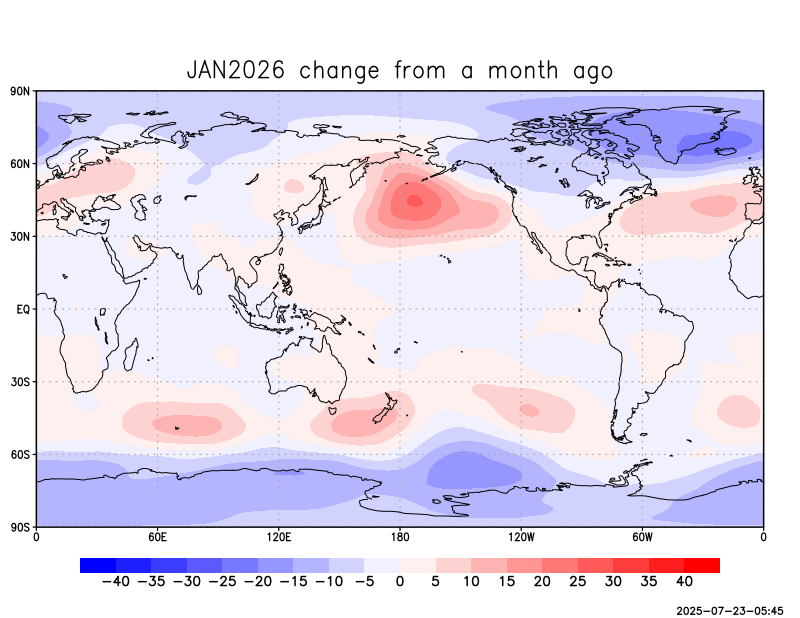 JAN2026 change from a month ago
90N
60N
30N
EQ
30S
60S
90S
0 60E 120E 180 120W 60W 0
−40 −35 −30 −25 −20 −15 −10 −5 0 5 10 15 20 25 30 35 40
2025-07-23-05:45